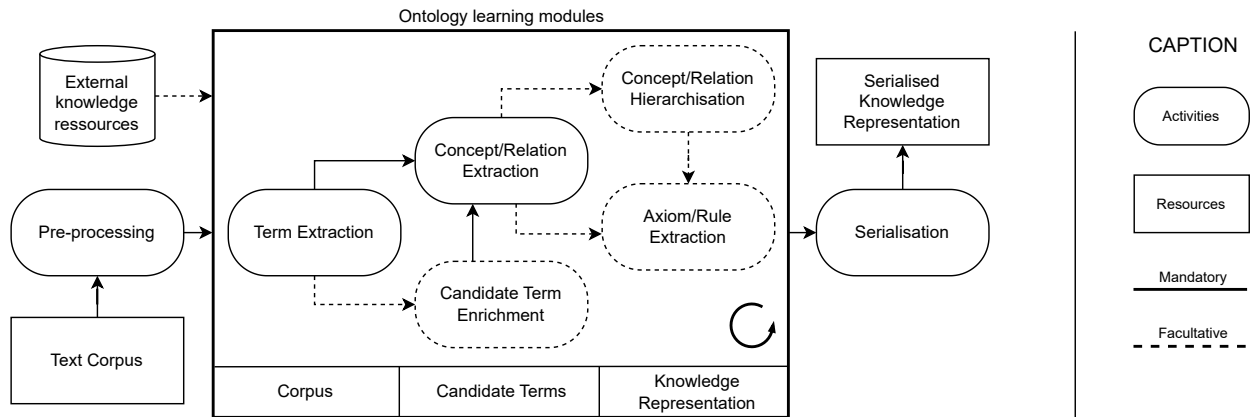 Ontology learning modules
External
knowledge
ressources
Pre-processing
Text Corpus
Term Extraction
Concept/Relation
Extraction
Candidate Term
Enrichment
Concept/Relation
Hierarchisation
Axiom/Rule
Extraction
Corpus
Candidate Terms
Knowledge
Representation
Serialised
Knowledge
Representation
Serialisation
CAPTION
Activities
Resources
Mandatory
Facultative